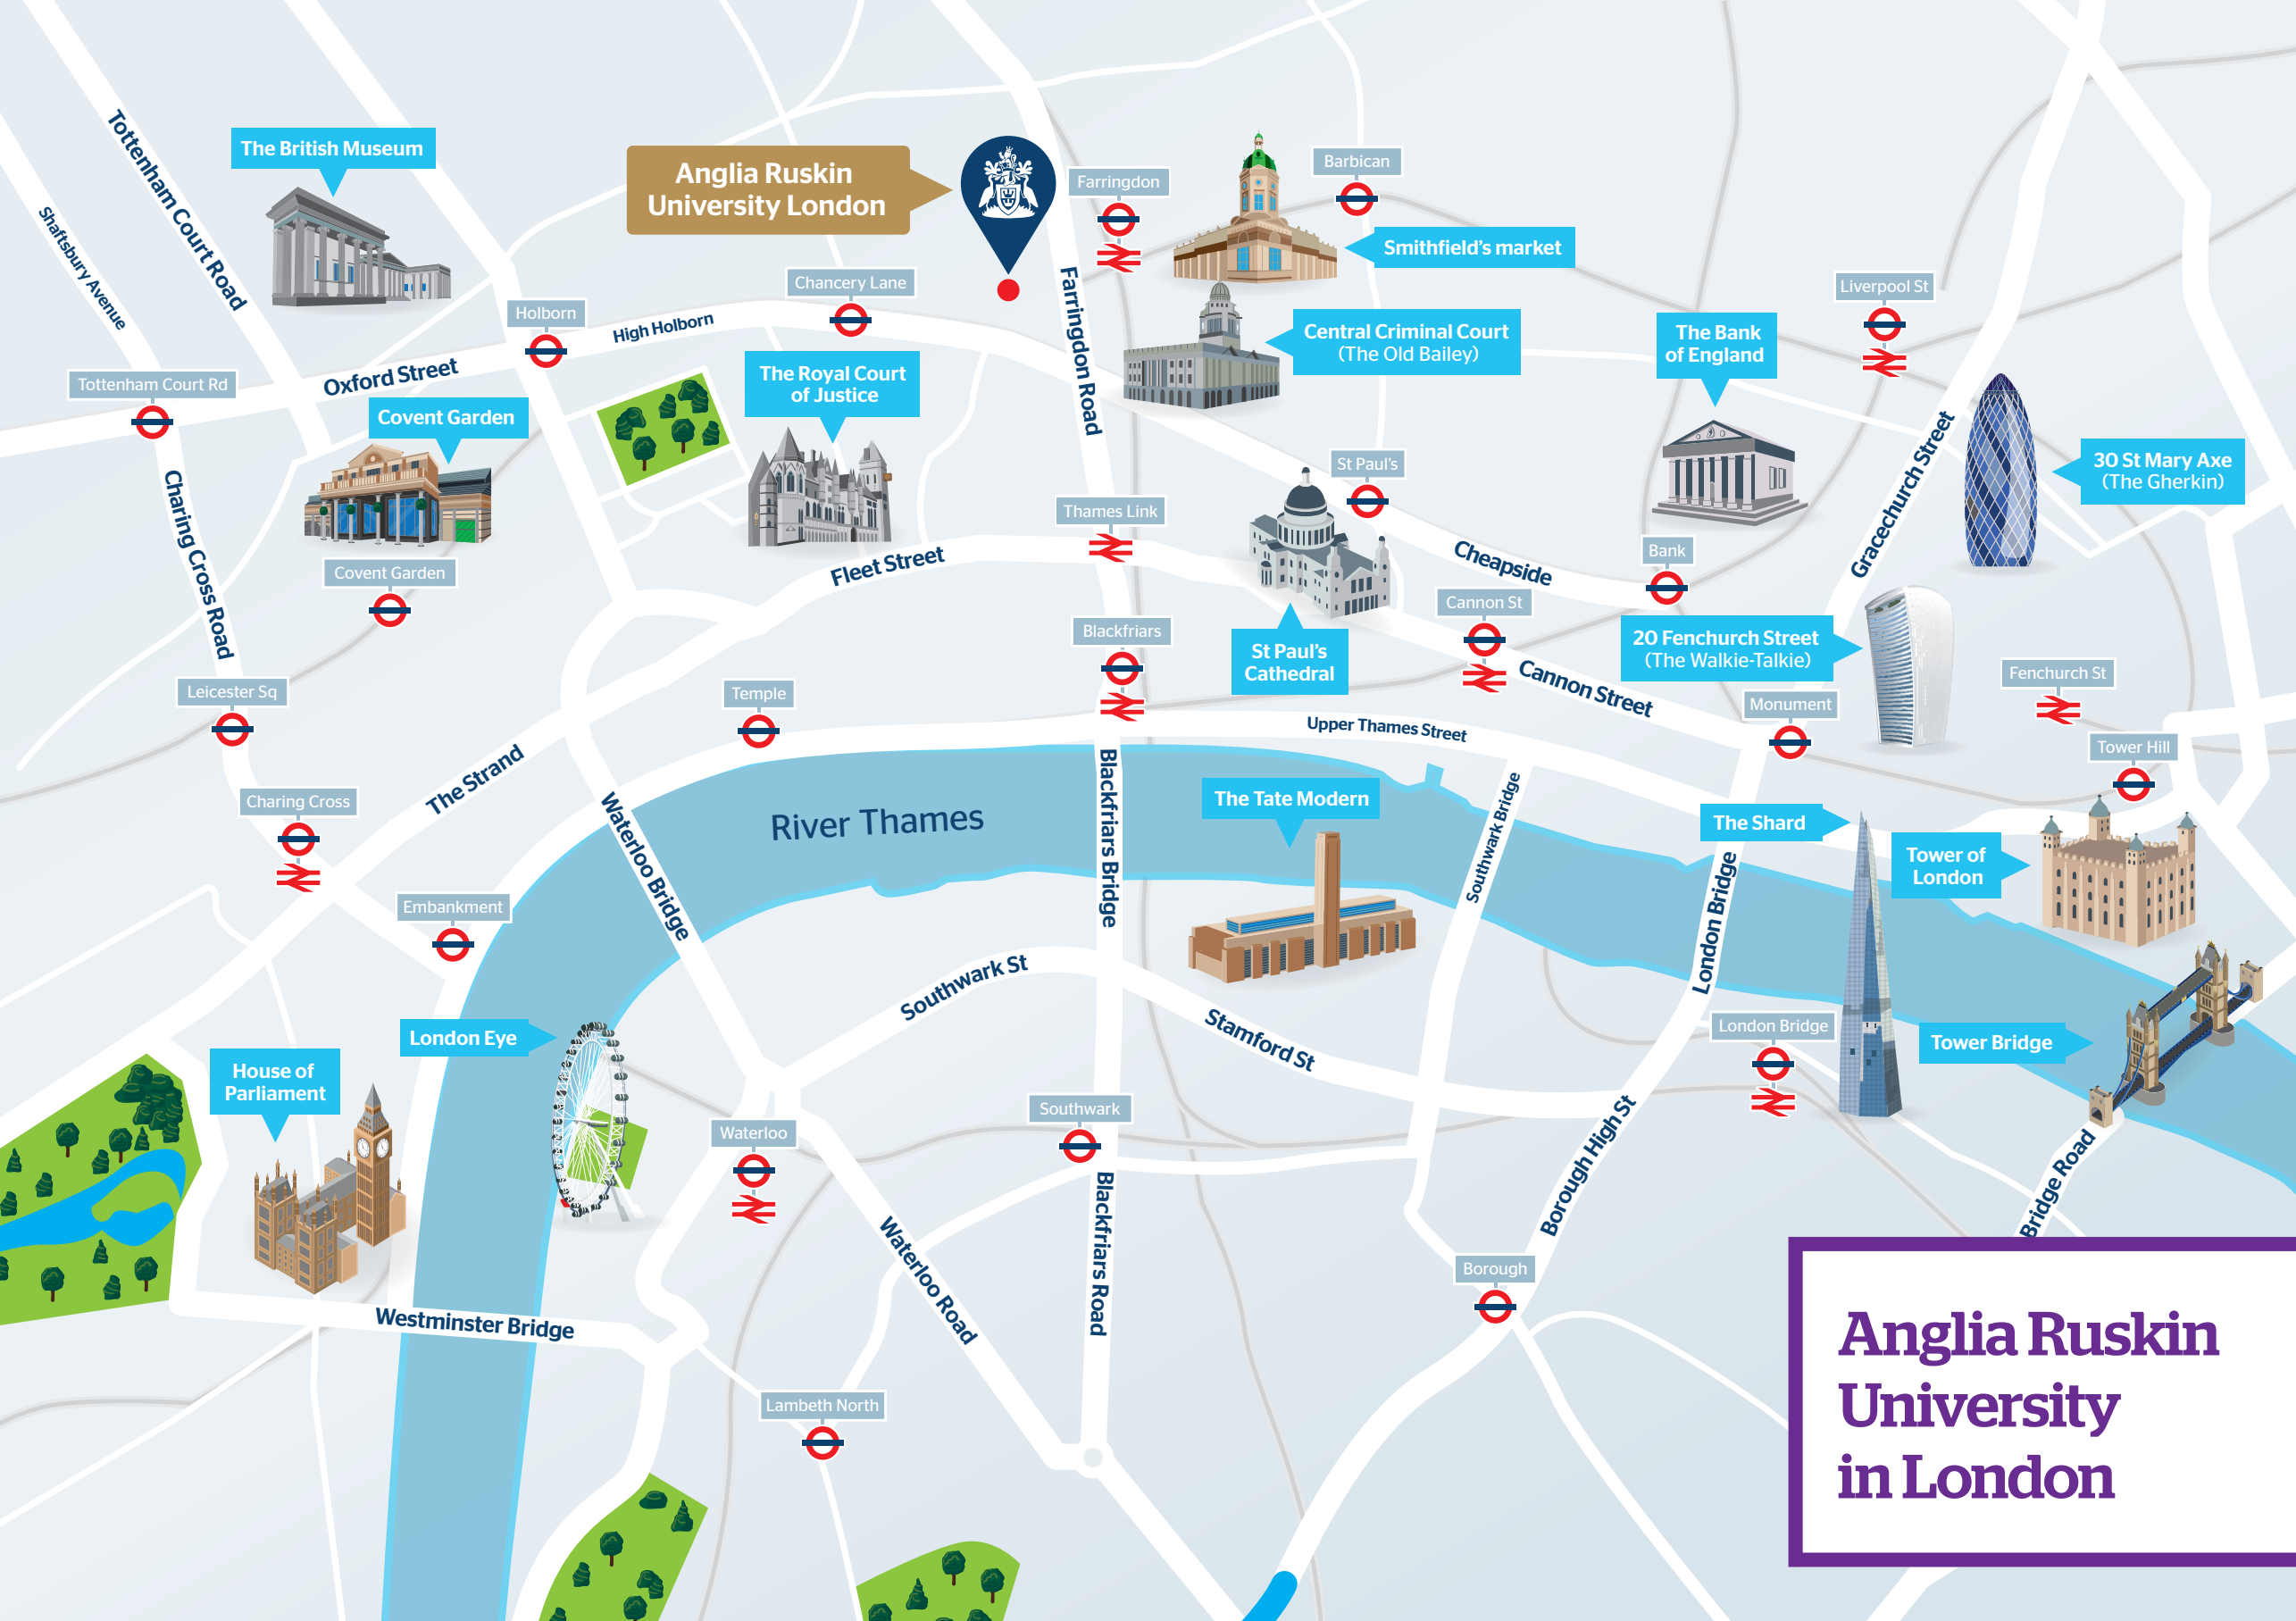 Tottenham Court Road
Shaftsbury Avenue
The British Museum
Anglia Ruskin
University London
Farringdon
Barbican
Smithfield's market
Chancery Lane
Holborn
High Holborn
Farringdon Road
Liverpool St
Central Criminal Court
(The Old Bailey)
The Bank
of England
Tottenham Court Rd
Oxford Street
The Royal Court
of Justice
Covent Garden
Gracechurch Street
30 St Mary Axe
(The Gherkin)
St Paul's
Charing Cross Road
Thames Link
Cheapside
Bank
Covent Garden
Fleet Street
Cannon St
Blackfriars
St Paul's
Cathedral
20 Fenchurch Street
(The Walkie-Talkie)
Fenchurch St
Leicester Sq
Temple
Cannon Street
Monument
Upper Thames Street
Tower Hill
The Strand
Charing Cross
Waterloo Bridge
River Thames
Blackfriars Bridge
The Tate Modern
Southwark Bridge
The Shard
Tower of
London
London Bridge
Embankment
Southwark St
Stamford St
London Eye
London Bridge
Tower Bridge
House of
Parliament
Waterloo
Southwark
Borough High St
Bridge Road
Waterloo Road
Blackfriars Road
Borough
Westminster Bridge
Lambeth North
Anglia Ruskin
University
in London